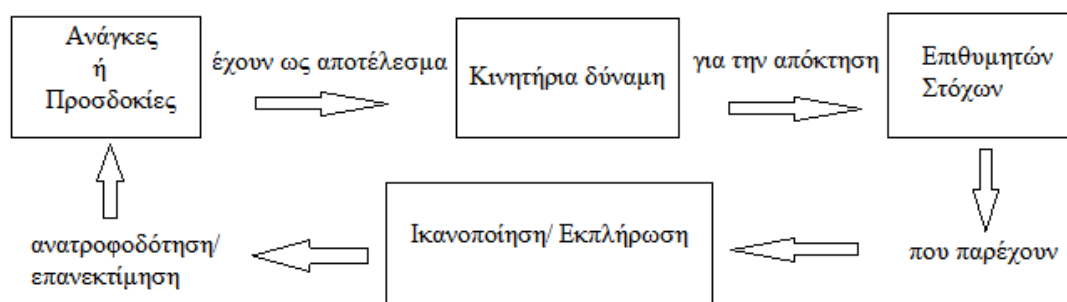 Ανάγκες
ή
Προσδοκίες
έχουν ως αποτέλεσμα
Κινητήρια δύναμη
για την απόκτηση
Επιθυμητών
Στόχων
που παρέχουν
Ικανοποίηση/ Εκπλήρωση
ανατροφοδότηση/
επανεκτίμηση